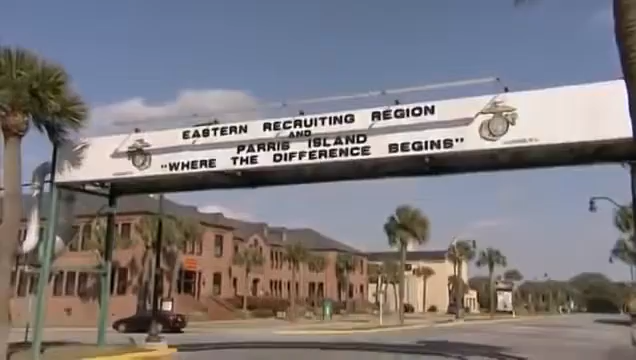 EASTERN RECRUITING REGION
AND
PARRIS ISLAND
"WHERE THE DIFFERENCE BEGINS"